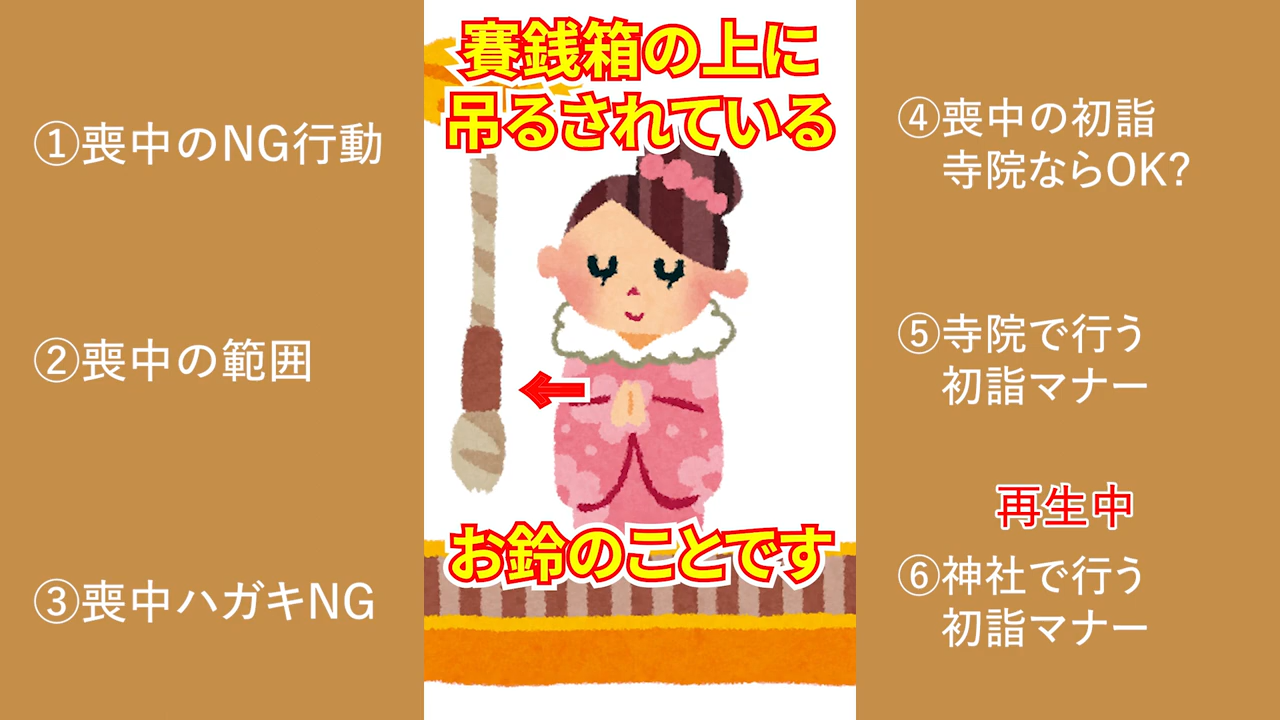 ①喪中のNG行動
②喪中の範囲
③喪中ハガキNG
賽銭箱の上に
吊るされている
お鈴のことです
④喪中の初詣
寺院ならOK?
⑤寺院で行う
初詣マナー
再生中
⑥神社で行う
初詣マナー